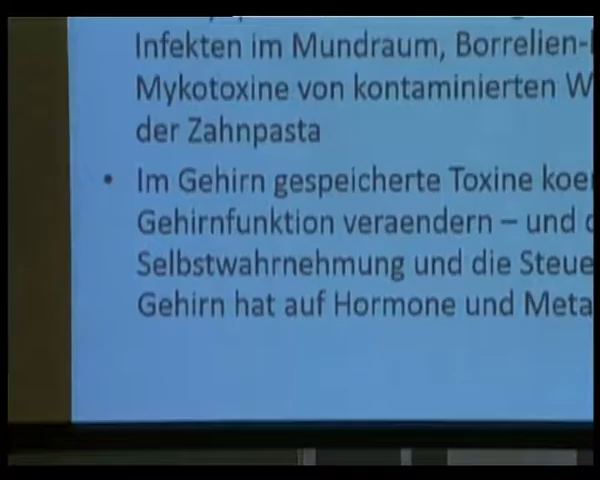 Infekten im Mundraum, Borrelien-
Mykotoxine von kontaminierten W
der Zahnpasta
• Im Gehirn gespeicherte Toxine koe
Gehirnfunktion veraendern – und
Selbstwahrnehmung und die Steue
Gehirn hat auf Hormone und Meta